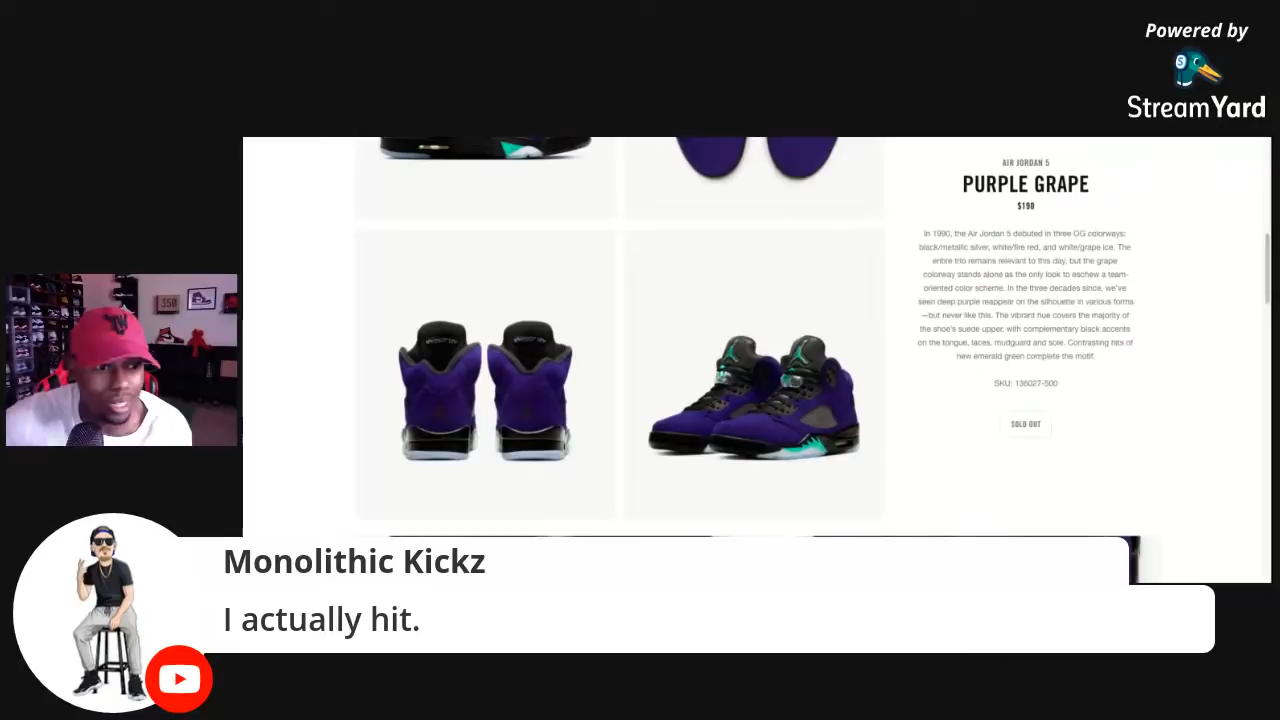 Powered by
StreamYard
AIR JORDAN 5
PURPLE GRAPE
$190
In 1990, the Air Jordan 5 debuted in three OG colorways:
black/metallic silver, white/fire red, and white/grape ice. The
entire trio remains relevant to this day, but the grape
colorway stands alone as the only look to eschew a team-
oriented color scheme. In the three decades since, we've
seen deep purple reappear on the silhouette in various forms
—but never like this. The vibrant hue covers the majority of
the shoe's suede upper, with complementary black accents
on the tongue, laces, mudguard and sole. Contrasting hits of
new emerald green complete the motif.
SKU: 136027-500
SOLD OUT
350
Monolithic Kickz
I actually hit.